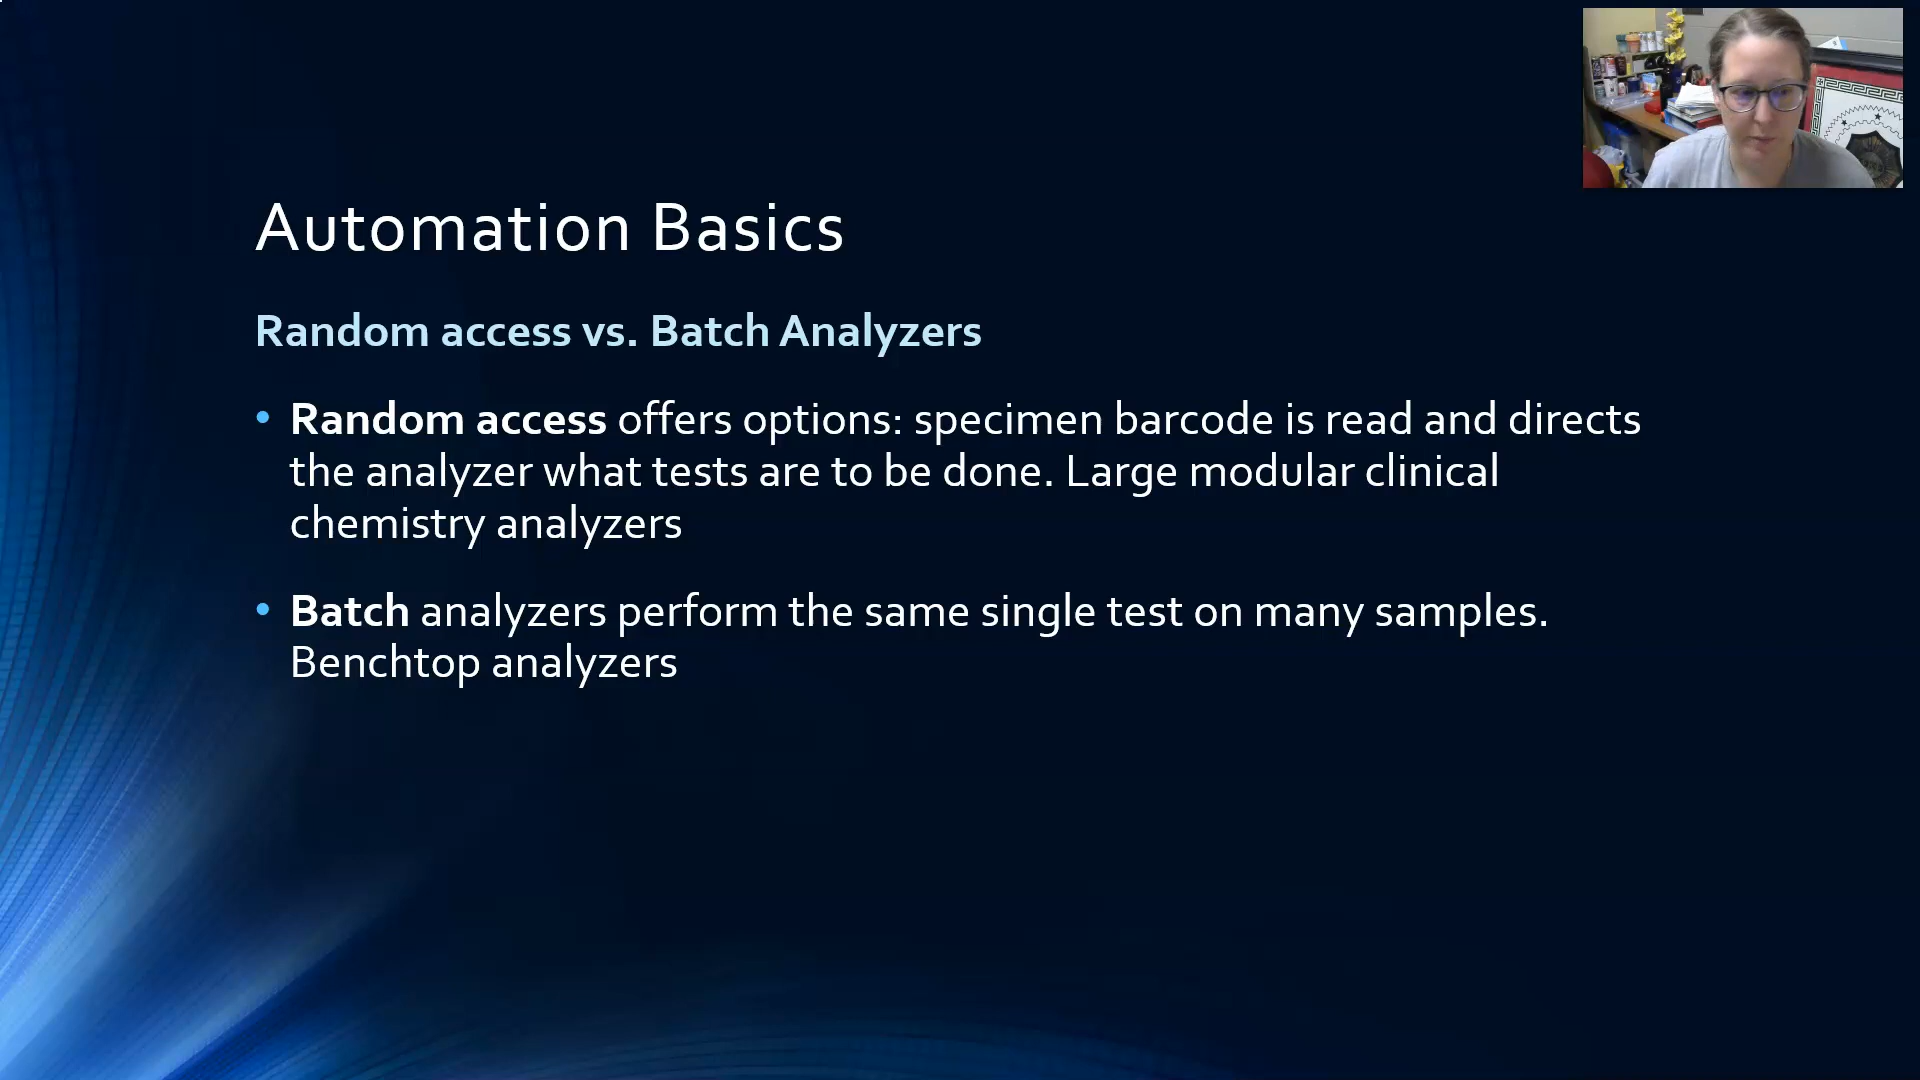 Automation Basics
Random access vs. Batch Analyzers
• Random access offers options: specimen barcode is read and directs
the analyzer what tests are to be done. Large modular clinical
chemistry analyzers
• Batch analyzers perform the same single test on many samples.
Benchtop analyzers